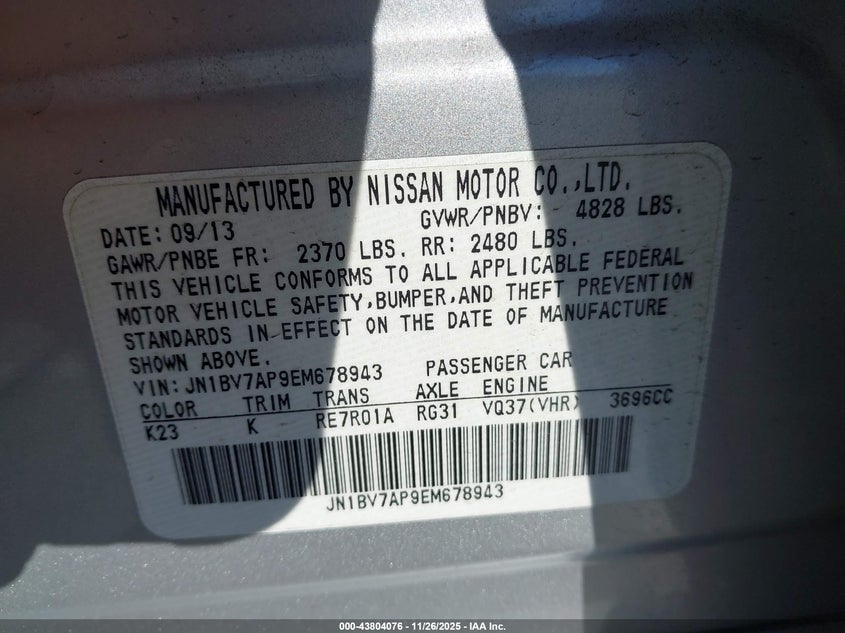 MANUFACTURED BY NISSAN MOTOR CO.,LTD.
DATE: 09/13 GVWR/PNBV: 4828 LBS.
GAWR/PNBE FR: 2370 LBS. RR: 2480 LBS.
THIS VEHICLE CONFORMS TO ALL APPLICABLE FEDERAL
MOTOR VEHICLE SAFETY,BUMPER,AND THEFT PREVENTION
STANDARDS IN EFFECT ON THE DATE OF MANUFACTURE
SHOWN ABOVE.
VIN: JN1BV7AP9EM678943 PASSENGER CAR
COLOR TRIM TRANS AXLE ENGINE
K23 K RE7R01A RG31 VQ37(VHR) 3696CC
JN1BV7AP9EM678943
000-43804076 - 11/26/2025 - IAA Inc.